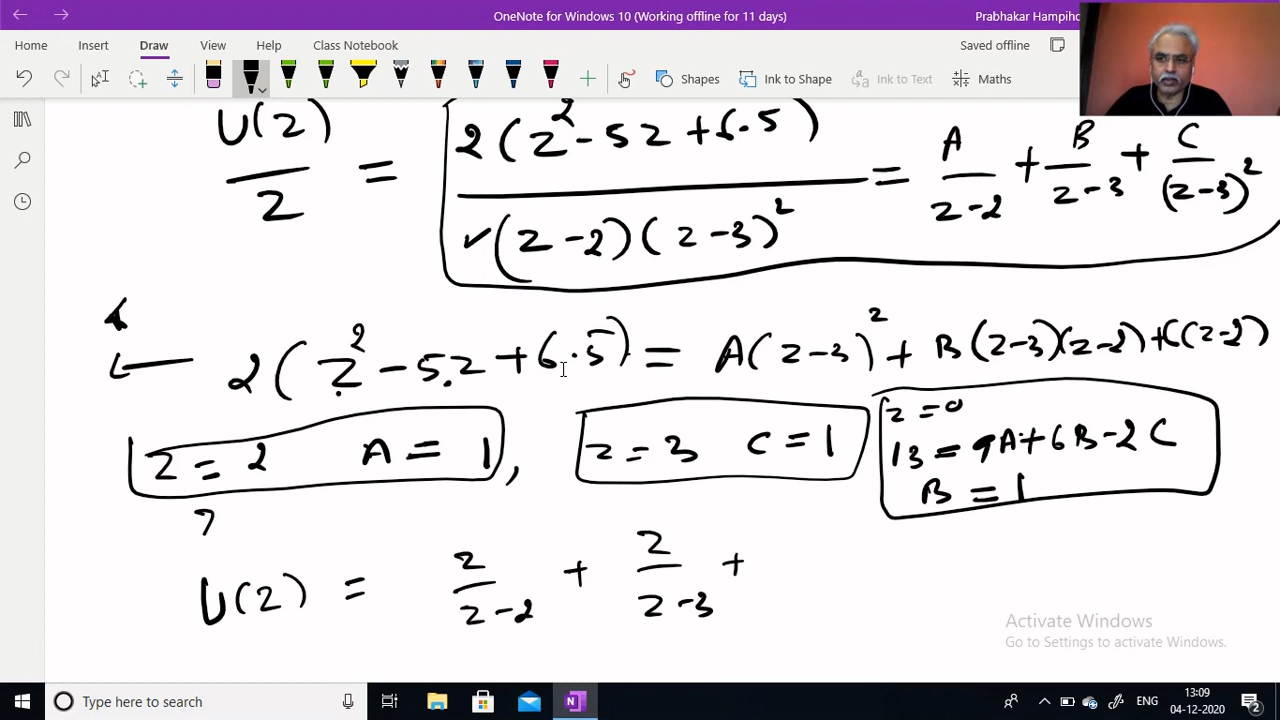 OneNote for Windows 10 (Working offline for 11 days)
Prabhakar Hampiho
Home Insert Draw View Help Class Notebook
Saved offline
Shapes Ink to Shape Ink to Text Maths
U(z)/z = 2(z² - 5z + 6.5) / (z-2)(z-3)² = A/(z-2) + B/(z-3) + C/(z-3)²
← 2(z² - 5z + 6.5) = A(z-3)² + B(z-3)(z-2) + C(z-2)
z = 2 A = 1, z = 3 C = 1
z = 0
13 = 9A + 6B - 2C
B = 1
U(z) = z/(z-2) + z/(z-3) +
Activate Windows
Go to Settings to activate Windows.
Type here to search
ENG
13:09
04-12-2020
2